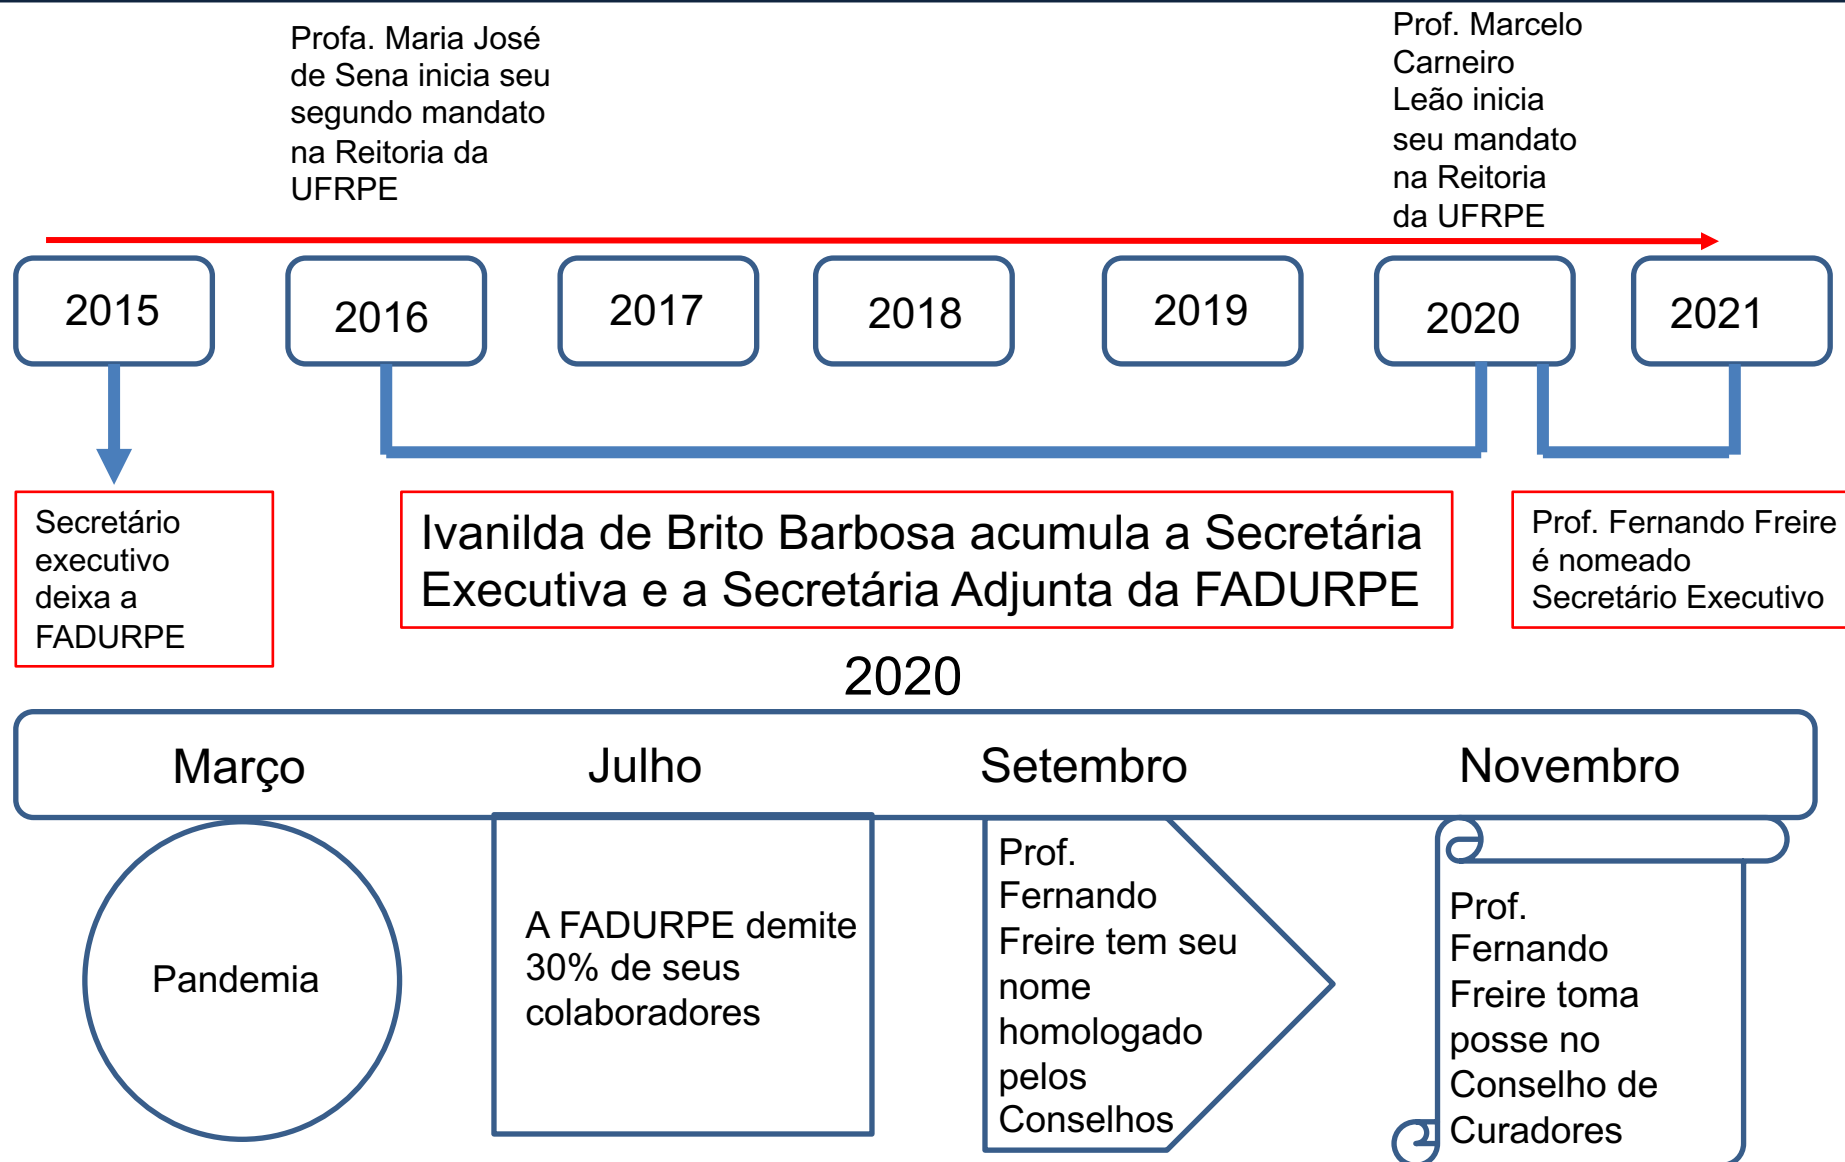 Profa. Maria José
de Sena inicia seu
segundo mandato
na Reitoria da
UFRPE
Prof. Marcelo
Carneiro
Leão inicia
seu mandato
na Reitoria
da UFRPE
2015
2016
2017
2018
2019
2020
2021
Secretário
executivo
deixa a
FADURPE
Ivanilda de Brito Barbosa acumula a Secretária
Executiva e a Secretária Adjunta da FADURPE
Prof. Fernando Freire
é nomeado
Secretário Executivo
2020
Março
Julho
Setembro
Novembro
Pandemia
A FADURPE demite
30% de seus
colaboradores
Prof.
Fernando
Freire tem seu
nome
homologado
pelos
Conselhos
Prof.
Fernando
Freire toma
posse no
Conselho de
Curadores